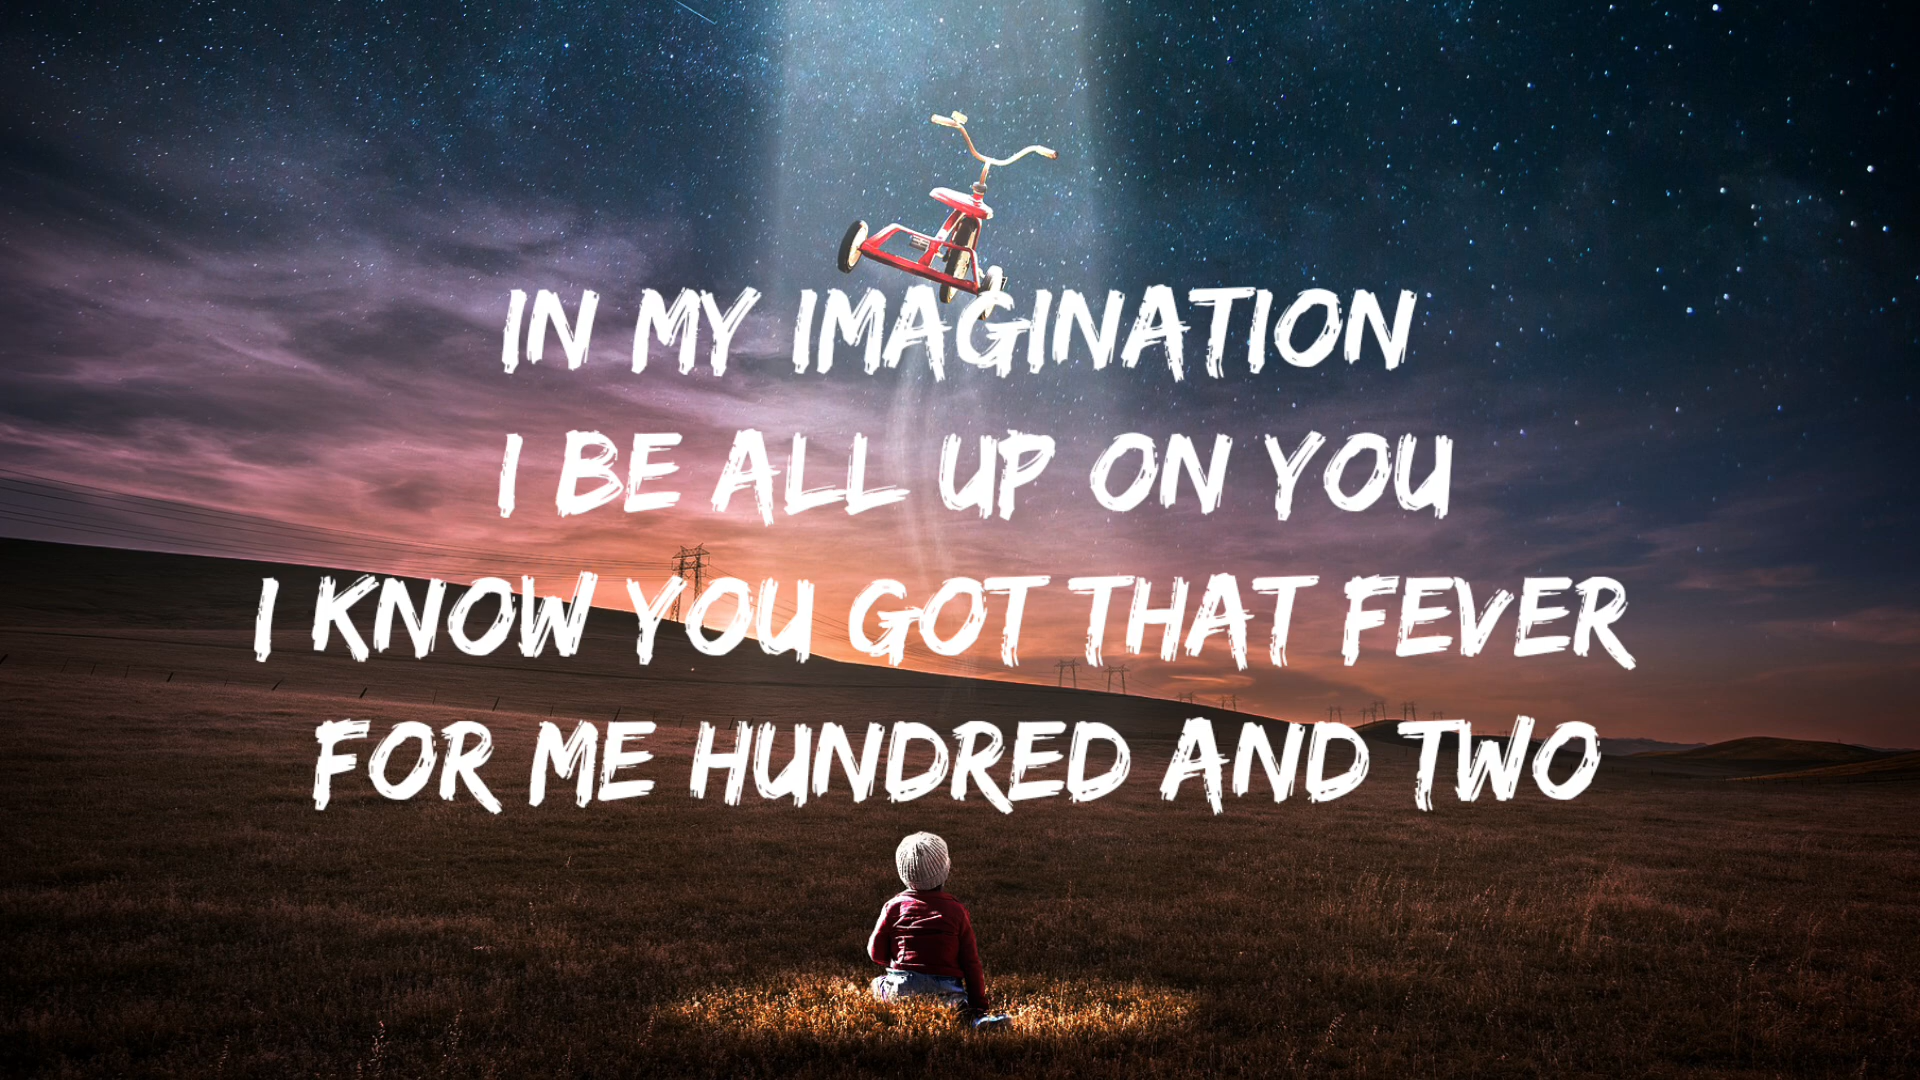 IN MY IMAGINATION
I BE ALL UP ON YOU
I KNOW YOU GOT THAT FEVER
FOR ME HUNDRED AND TWO